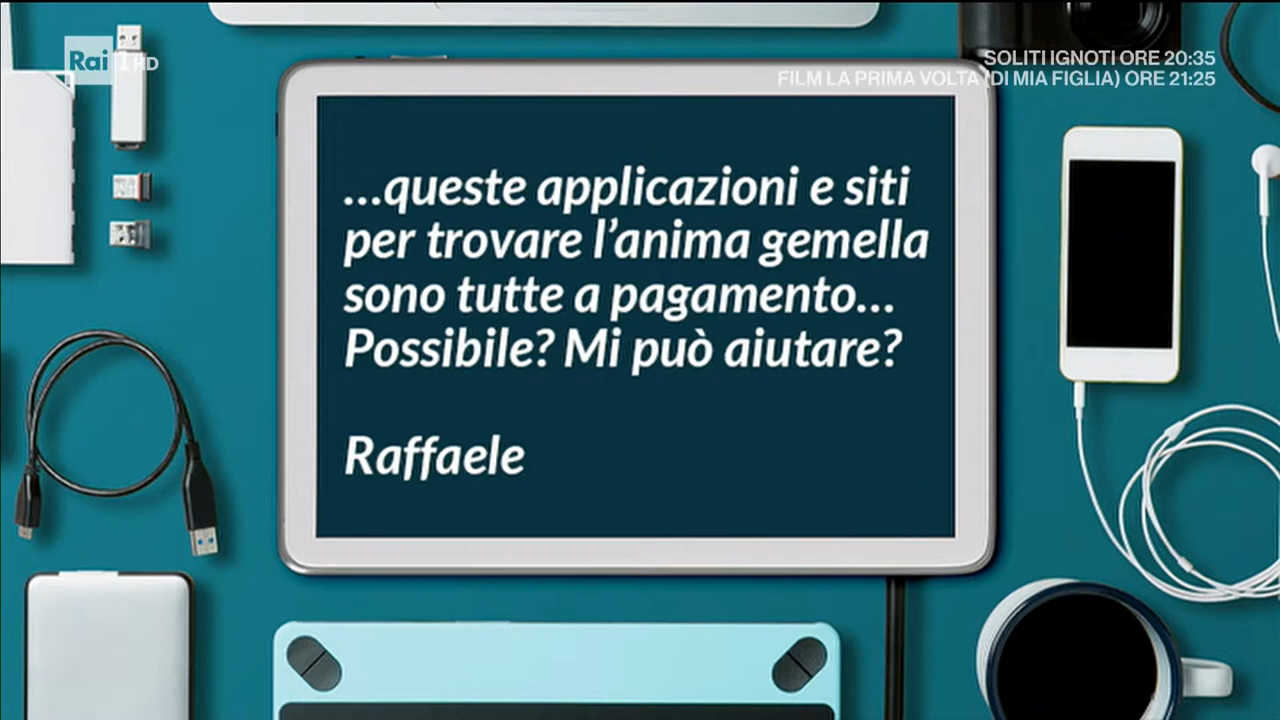 Rai 1 HD
SOLITI IGNOTI ORE 20:35
FILM LA PRIMA VOLTA (DI MIA FIGLIA) ORE 21:25
...queste applicazioni e siti
per trovare l'anima gemella
sono tutte a pagamento...
Possibile? Mi può aiutare?
Raffaele